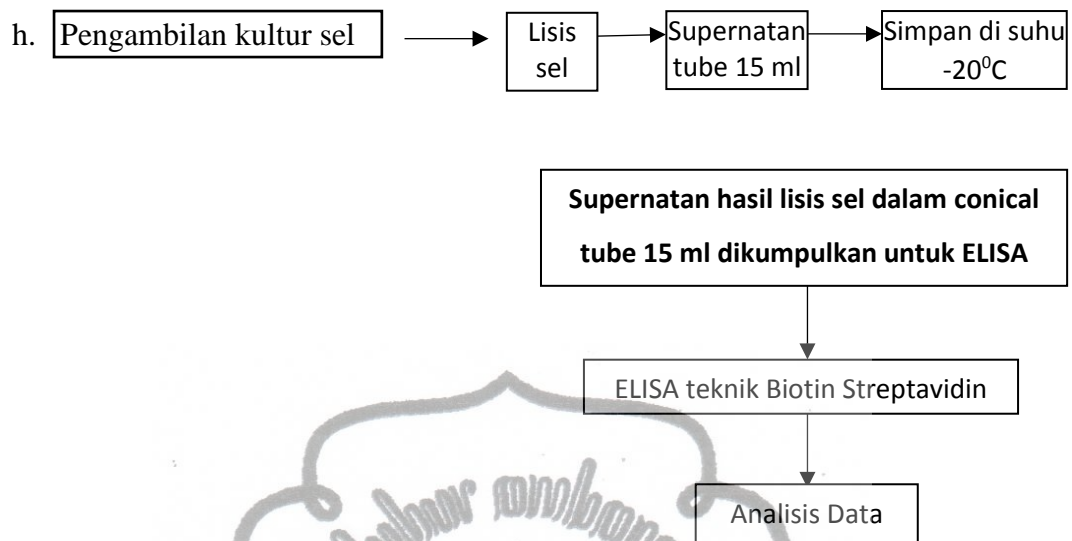 h. Pengambilan kultur sel
Lisis
sel
Supernatan
tube 15 ml
Simpan di suhu
-20⁰C
Supernatan hasil lisis sel dalam conical
tube 15 ml dikumpulkan untuk ELISA
ELISA teknik Biotin Streptavidin
Analisis Data